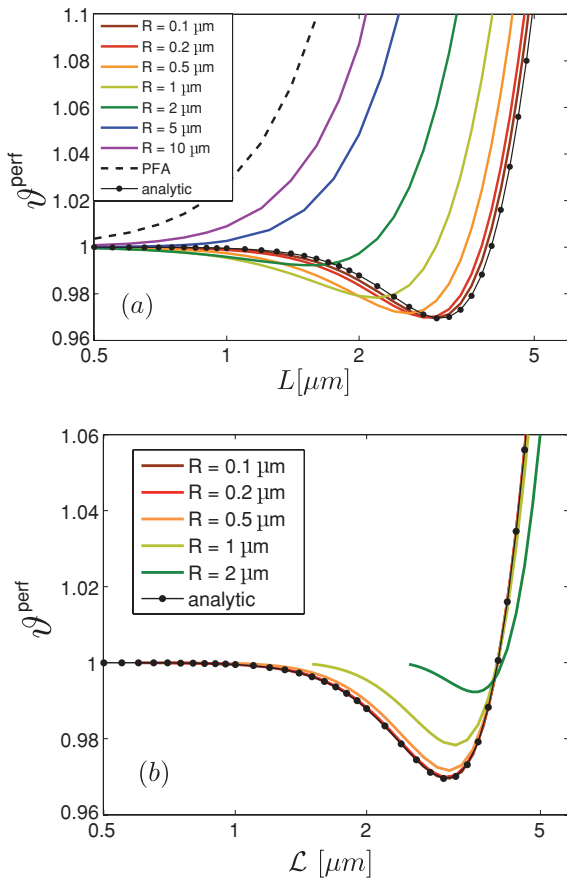 1.1
1.08
1.06
1.04
1.02
1
0.98
0.96
ϑ^perf
R = 0.1 µm
R = 0.2 µm
R = 0.5 µm
R = 1 µm
R = 2 µm
R = 5 µm
R = 10 µm
PFA
analytic
(a)
0.5 1 2 5
L[µm]
1.06
1.04
1.02
1
0.98
0.96
ϑ^perf
R = 0.1 µm
R = 0.2 µm
R = 0.5 µm
R = 1 µm
R = 2 µm
analytic
(b)
0.5 1 2 5
ℒ [µm]